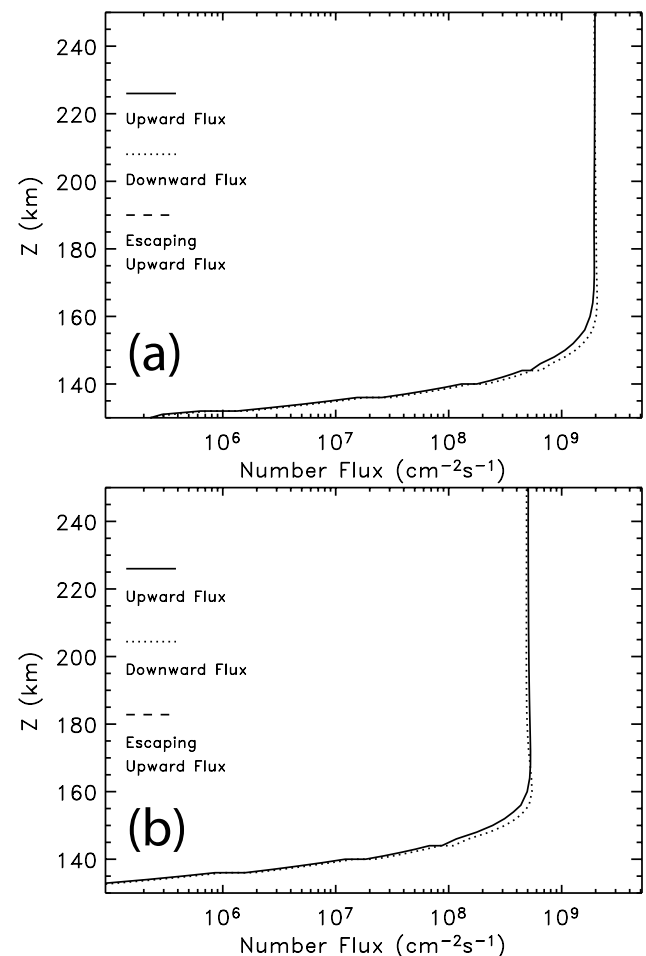 240
220
200
180
160
140
Z (km)
Upward Flux
Downward Flux
Escaping
Upward Flux
(a)
10⁶ 10⁷ 10⁸ 10⁹
Number Flux (cm⁻²s⁻¹)
240
220
200
180
160
140
Z (km)
Upward Flux
Downward Flux
Escaping
Upward Flux
(b)
10⁶ 10⁷ 10⁸ 10⁹
Number Flux (cm⁻²s⁻¹)